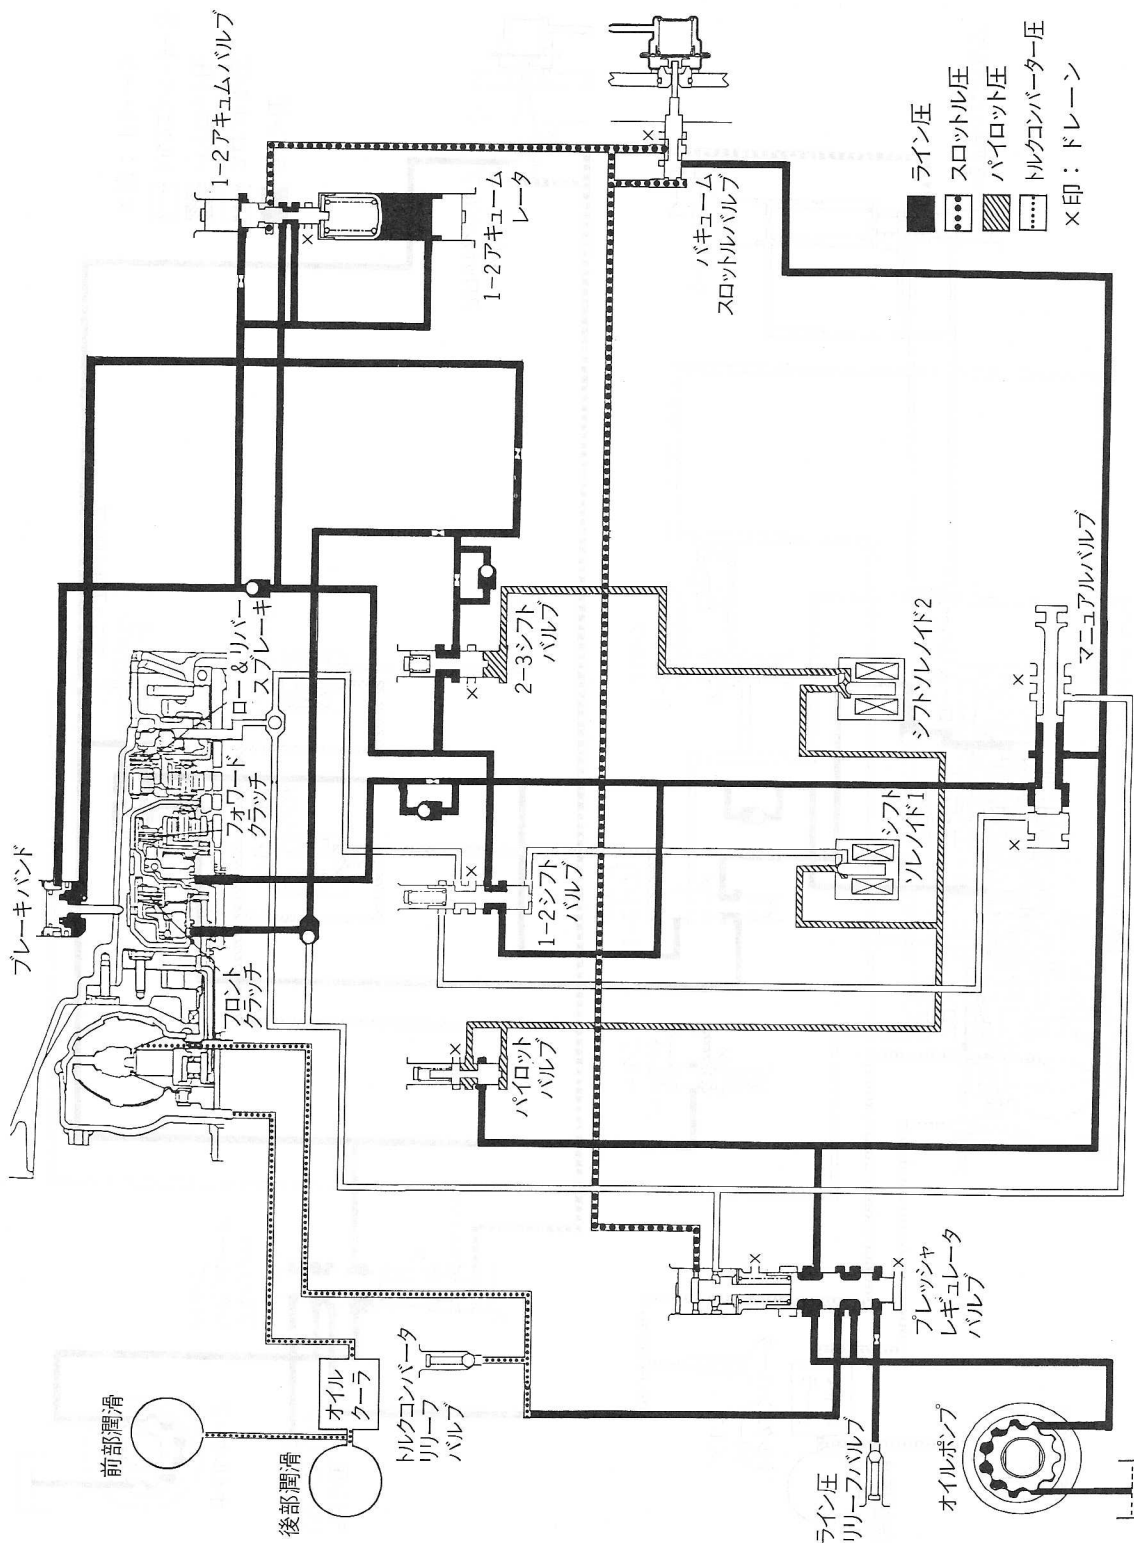 ブレーキバンド
フロント
クラッチ
フォワード
クラッチ
ロー＆リバー
スブレーキ
1-2アキュムバルブ
1-2アキューム
レータ
前部潤滑
後部潤滑
オイル
クーラ
トルクコンバータ
リリーフ
バルブ
パイロット
バルブ
1-2シフト
バルブ
2-3シフト
バルブ
バキューム
スロットルバルブ
シフト
ソレノイド1
シフトソレノイド2
ライン圧
リリーフバルブ
プレッシャ
レギュレータ
バルブ
オイルポンプ
マニュアルバルブ
ライン圧
スロットル圧
パイロット圧
トルクコンバーター圧
×印：ドレーン
×
×
×
×
×
×
×
×
×